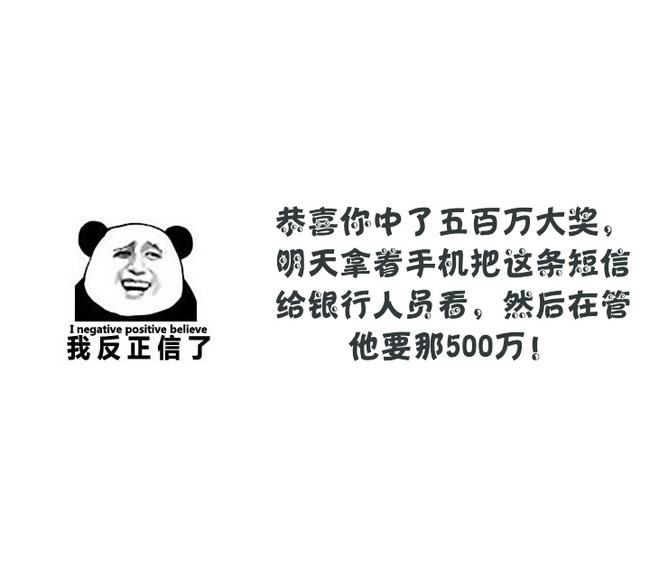 I negative positive believe
我反正信了
恭喜你中了五百万大奖，
明天拿着手机把这条短信
给银行人员看，然后在管
他要那500万！